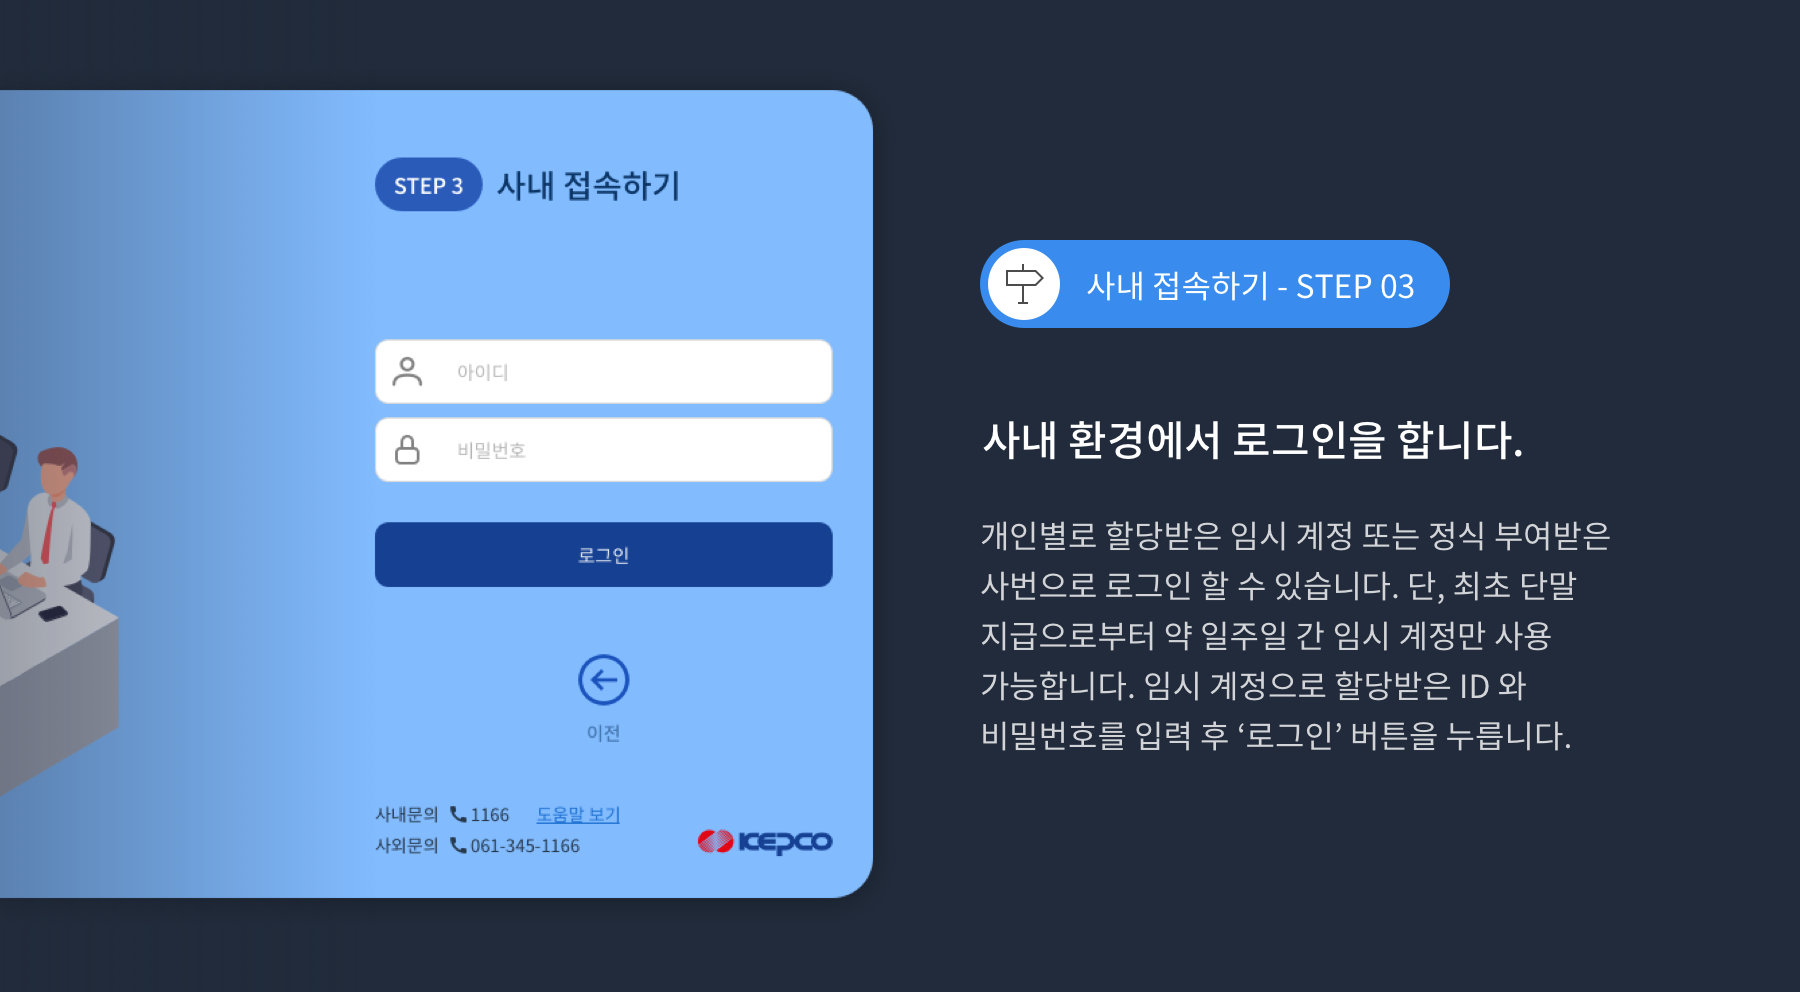 STEP 3 사내 접속하기
아이디
비밀번호
로그인
이전
사내문의 1166 도움말 보기
사외문의 061-345-1166
KEPCO
사내 접속하기 - STEP 03
사내 환경에서 로그인을 합니다.
개인별로 할당받은 임시 계정 또는 정식 부여받은
사번으로 로그인 할 수 있습니다. 단, 최초 단말
지급으로부터 약 일주일 간 임시 계정만 사용
가능합니다. 임시 계정으로 할당받은 ID 와
비밀번호를 입력 후 ‘로그인’ 버튼을 누릅니다.